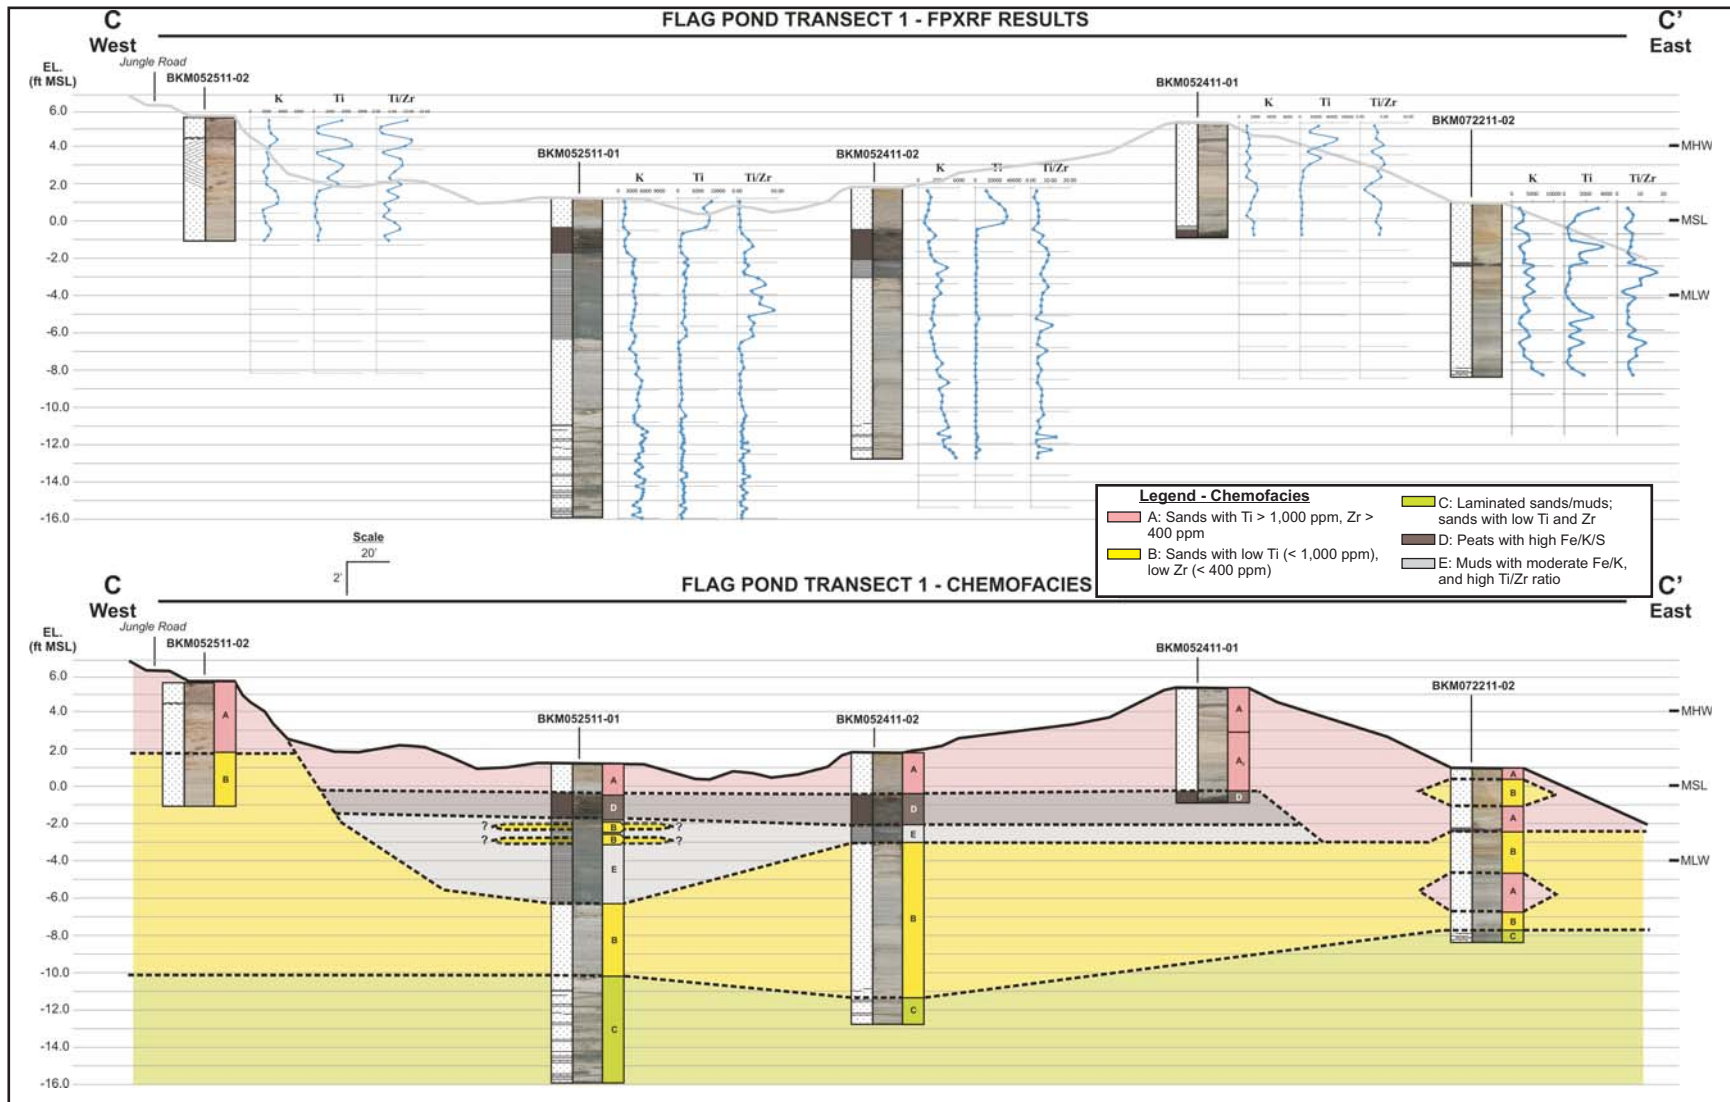 C
FLAG POND TRANSECT 1 - FPXRF RESULTS
C'
West
East
Jungle Road
EL.
(ft MSL)
BKM052511-02
BKM052411-01
K
Ti
Ti/Zr
K
Ti
Ti/Zr
6.0
BKM072211-02
4.0
MHW
BKM052511-01
BKM052411-02
K
Ti
Ti/Zr
K
Ti
Ti/Zr
K
Ti
Ti/Zr
2.0
0.0
MSL
-2.0
-4.0
MLW
-6.0
-8.0
-10.0
-12.0
-14.0
-16.0
Legend - Chemofacies
A: Sands with Ti > 1,000 ppm, Zr >
400 ppm
B: Sands with low Ti (< 1,000 ppm),
low Zr (< 400 ppm)
C: Laminated sands/muds;
sands with low Ti and Zr
D: Peats with high Fe/K/S
E: Muds with moderate Fe/K,
and high Ti/Zr ratio
Scale
20'
2'
C
FLAG POND TRANSECT 1 - CHEMOFACIES
C'
West
East
Jungle Road
EL.
(ft MSL)
BKM052511-02
BKM052411-01
6.0
BKM072211-02
4.0
MHW
BKM052511-01
BKM052411-02
2.0
0.0
MSL
-2.0
-4.0
MLW
-6.0
-8.0
-10.0
-12.0
-14.0
-16.0
A
B
A
D
? B ?
? B ?
E
B
C
A
D
E
B
C
A
A
D
A
B
A
B
A
B
C